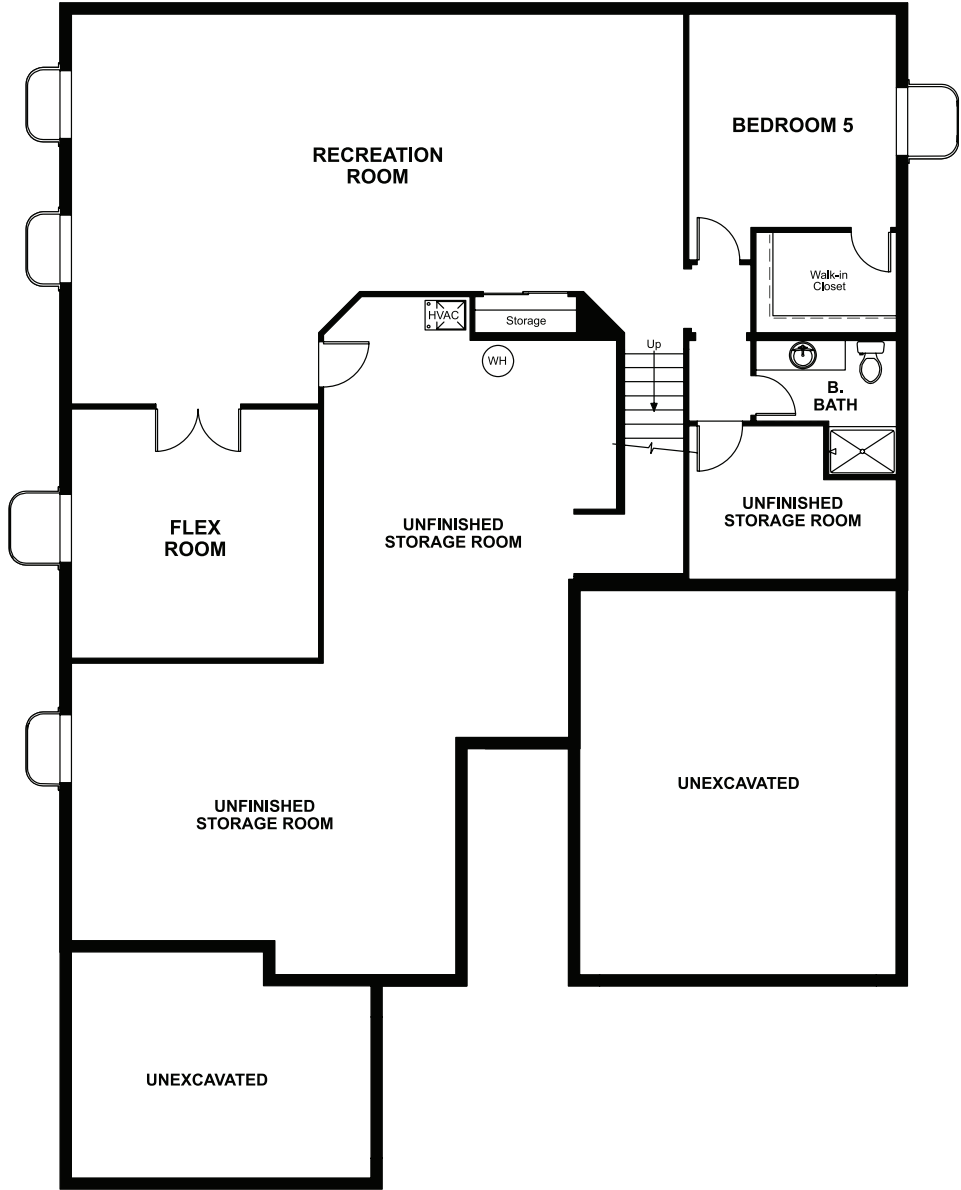 BEDROOM 5
RECREATION
ROOM
Walk-in
Closet
HVAC
Storage
Up
WH
B.
BATH
FLEX
ROOM
UNFINISHED
STORAGE ROOM
UNFINISHED
STORAGE ROOM
UNEXCAVATED
UNFINISHED
STORAGE ROOM
UNEXCAVATED